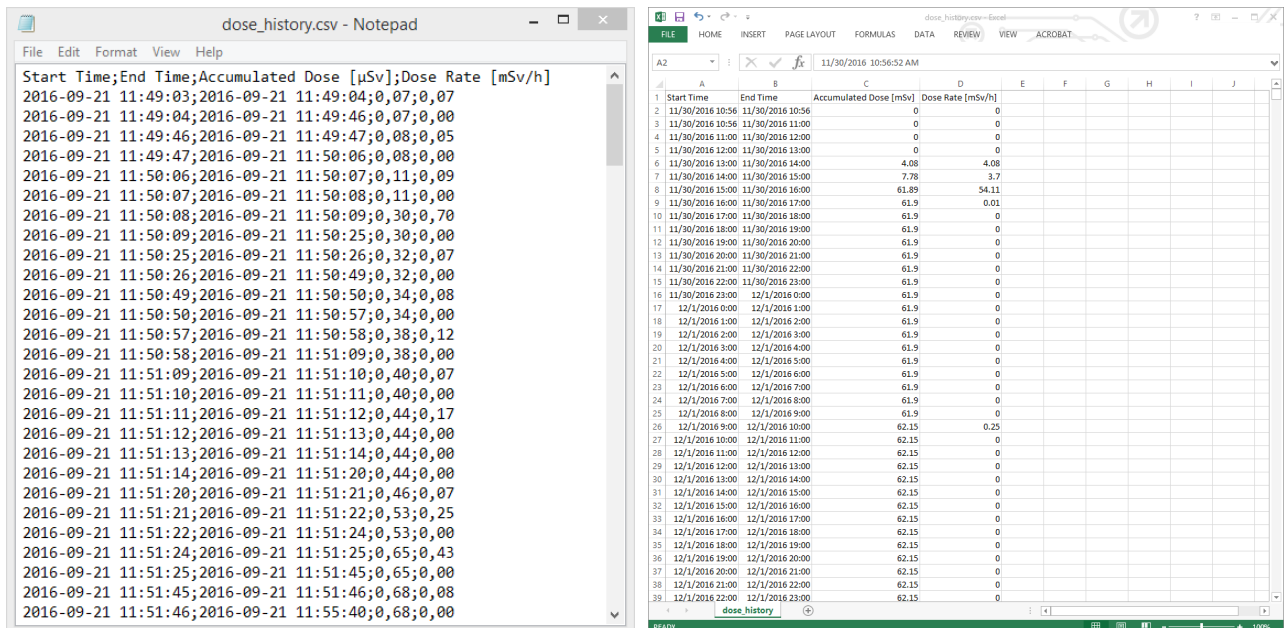 dose_history.csv - Notepad
File Edit Format View Help
Start Time;End Time;Accumulated Dose [µSv];Dose Rate [mSv/h]
2016-09-21 11:49:03;2016-09-21 11:49:04;0,07;0,07
2016-09-21 11:49:04;2016-09-21 11:49:46;0,07;0,00
2016-09-21 11:49:46;2016-09-21 11:49:47;0,08;0,05
2016-09-21 11:49:47;2016-09-21 11:50:06;0,08;0,00
2016-09-21 11:50:06;2016-09-21 11:50:07;0,11;0,09
2016-09-21 11:50:07;2016-09-21 11:50:08;0,11;0,00
2016-09-21 11:50:08;2016-09-21 11:50:09;0,30;0,70
2016-09-21 11:50:09;2016-09-21 11:50:25;0,30;0,00
2016-09-21 11:50:25;2016-09-21 11:50:26;0,32;0,07
2016-09-21 11:50:26;2016-09-21 11:50:49;0,32;0,00
2016-09-21 11:50:49;2016-09-21 11:50:50;0,34;0,08
2016-09-21 11:50:50;2016-09-21 11:50:57;0,34;0,00
2016-09-21 11:50:57;2016-09-21 11:50:58;0,38;0,12
2016-09-21 11:50:58;2016-09-21 11:51:09;0,38;0,00
2016-09-21 11:51:09;2016-09-21 11:51:10;0,40;0,07
2016-09-21 11:51:10;2016-09-21 11:51:11;0,40;0,00
2016-09-21 11:51:11;2016-09-21 11:51:12;0,44;0,17
2016-09-21 11:51:12;2016-09-21 11:51:13;0,44;0,00
2016-09-21 11:51:13;2016-09-21 11:51:14;0,44;0,00
2016-09-21 11:51:14;2016-09-21 11:51:20;0,44;0,00
2016-09-21 11:51:20;2016-09-21 11:51:21;0,46;0,07
2016-09-21 11:51:21;2016-09-21 11:51:22;0,53;0,25
2016-09-21 11:51:22;2016-09-21 11:51:24;0,53;0,00
2016-09-21 11:51:24;2016-09-21 11:51:25;0,65;0,43
2016-09-21 11:51:25;2016-09-21 11:51:45;0,65;0,00
2016-09-21 11:51:45;2016-09-21 11:51:46;0,68;0,08
2016-09-21 11:51:46;2016-09-21 11:55:40;0,68;0,00
dose_history.csv - Excel
FILE HOME INSERT PAGE LAYOUT FORMULAS DATA REVIEW VIEW ACROBAT
A2 fx 11/30/2016 10:56:52 AM
A B C D E F G H I J
1 Start Time End Time Accumulated Dose [mSv] Dose Rate [mSv/h]
2 11/30/2016 10:56 11/30/2016 10:56 0 0
3 11/30/2016 10:56 11/30/2016 11:00 0 0
4 11/30/2016 11:00 11/30/2016 12:00 0 0
5 11/30/2016 12:00 11/30/2016 13:00 0 0
6 11/30/2016 13:00 11/30/2016 14:00 4.08 4.08
7 11/30/2016 14:00 11/30/2016 15:00 7.78 3.7
8 11/30/2016 15:00 11/30/2016 16:00 61.89 54.11
9 11/30/2016 16:00 11/30/2016 17:00 61.9 0.01
10 11/30/2016 17:00 11/30/2016 18:00 61.9 0
11 11/30/2016 18:00 11/30/2016 19:00 61.9 0
12 11/30/2016 19:00 11/30/2016 20:00 61.9 0
13 11/30/2016 20:00 11/30/2016 21:00 61.9 0
14 11/30/2016 21:00 11/30/2016 22:00 61.9 0
15 11/30/2016 22:00 11/30/2016 23:00 61.9 0
16 11/30/2016 23:00 12/1/2016 0:00 61.9 0
17 12/1/2016 0:00 12/1/2016 1:00 61.9 0
18 12/1/2016 1:00 12/1/2016 2:00 61.9 0
19 12/1/2016 2:00 12/1/2016 3:00 61.9 0
20 12/1/2016 3:00 12/1/2016 4:00 61.9 0
21 12/1/2016 4:00 12/1/2016 5:00 61.9 0
22 12/1/2016 5:00 12/1/2016 6:00 61.9 0
23 12/1/2016 6:00 12/1/2016 7:00 61.9 0
24 12/1/2016 7:00 12/1/2016 8:00 61.9 0
25 12/1/2016 8:00 12/1/2016 9:00 61.9 0
26 12/1/2016 9:00 12/1/2016 10:00 62.15 0.25
27 12/1/2016 10:00 12/1/2016 11:00 62.15 0
28 12/1/2016 11:00 12/1/2016 12:00 62.15 0
29 12/1/2016 12:00 12/1/2016 13:00 62.15 0
30 12/1/2016 13:00 12/1/2016 14:00 62.15 0
31 12/1/2016 14:00 12/1/2016 15:00 62.15 0
32 12/1/2016 15:00 12/1/2016 16:00 62.15 0
33 12/1/2016 16:00 12/1/2016 17:00 62.15 0
34 12/1/2016 17:00 12/1/2016 18:00 62.15 0
35 12/1/2016 18:00 12/1/2016 19:00 62.15 0
36 12/1/2016 19:00 12/1/2016 20:00 62.15 0
37 12/1/2016 20:00 12/1/2016 21:00 62.15 0
38 12/1/2016 21:00 12/1/2016 22:00 62.15 0
39 12/1/2016 22:00 12/1/2016 23:00 62.15 0
dose_history
READY 100%